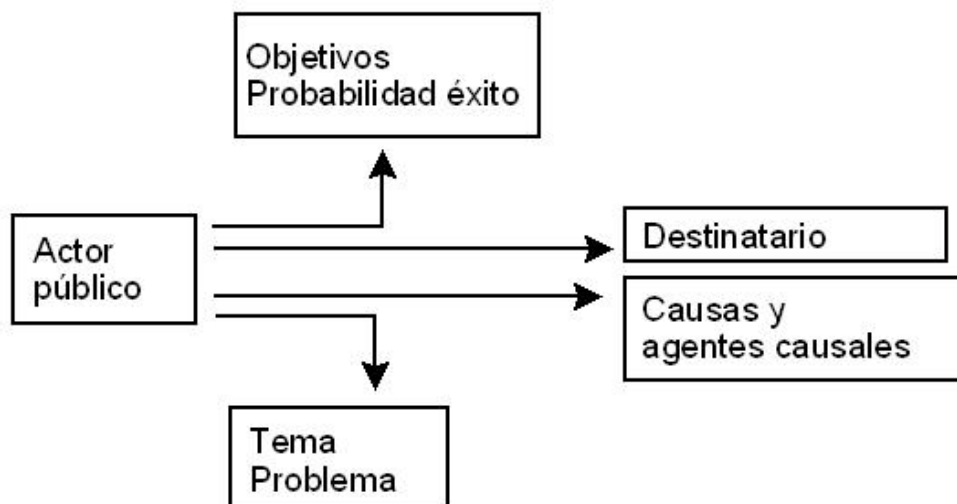 Objetivos
Probabilidad éxito
Actor
público
Destinatario
Causas y
agentes causales
Tema
Problema